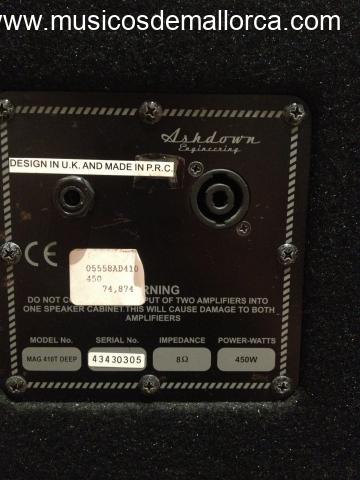 www.musicosdemallorca.com
Ashdown
Engineering
DESIGN IN U.K. AND MADE IN P.R.C.
CE
05558AD410
450
74,874
RNING
DO NOT CO PUT OF TWO AMPLIFIERS INTO
ONE SPEAKER CABINET.THIS WILL CAUSE DAMAGE TO BOTH
AMPLIFIEERS
MODEL No. SERIAL No. IMPEDANCE POWER-WATTS
MAG 410T DEEP 43430305 8Ω 450W